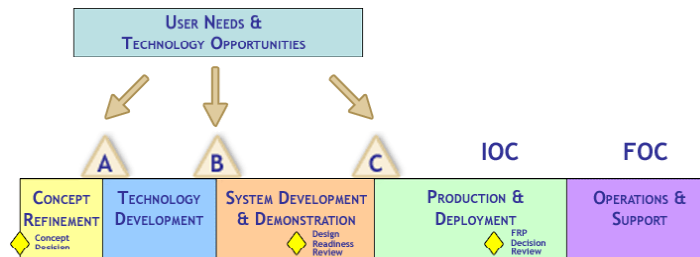 USER NEEDS &
TECHNOLOGY OPPORTUNITIES
A
B
C
IOC
FOC
CONCEPT
REFINEMENT
TECHNOLOGY
DEVELOPMENT
SYSTEM DEVELOPMENT
& DEMONSTRATION
PRODUCTION &
DEPLOYMENT
OPERATIONS &
SUPPORT
Concept
Decision
Design
Readiness
Review
FRP
Decision
Review